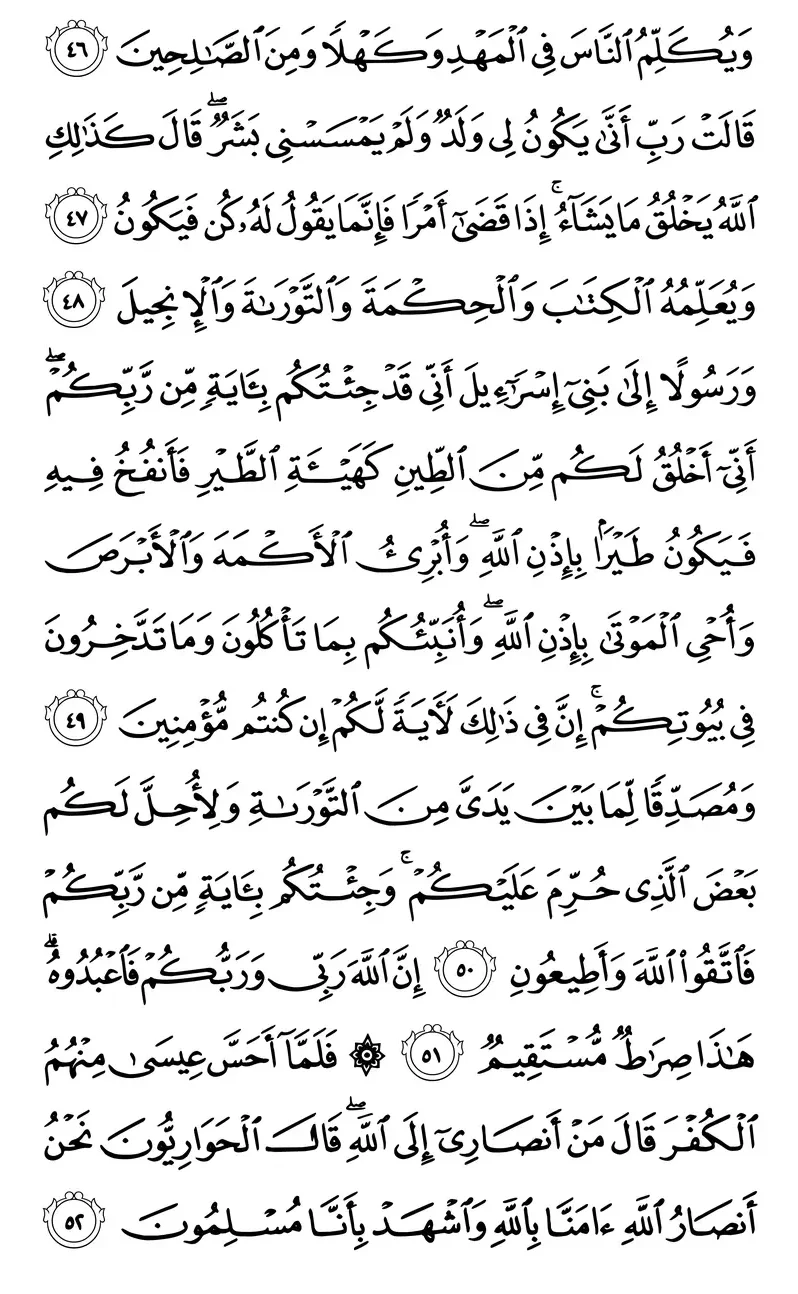 وَيُكَلِّمُ ٱلنَّاسَ فِي ٱلۡمَهۡدِ وَكَهۡلٗا وَمِنَ ٱلصَّٰلِحِينَ ٤٦
قَالَتۡ رَبِّ أَنَّىٰ يَكُونُ لِي وَلَدٞ وَلَمۡ يَمۡسَسۡنِي بَشَرٞۖ قَالَ كَذَٰلِكِ
ٱللَّهُ يَخۡلُقُ مَا يَشَآءُۚ إِذَا قَضَىٰٓ أَمۡرٗا فَإِنَّمَا يَقُولُ لَهُۥ كُن فَيَكُونُ ٤٧
وَيُعَلِّمُهُ ٱلۡكِتَٰبَ وَٱلۡحِكۡمَةَ وَٱلتَّوۡرَىٰةَ وَٱلۡإِنجِيلَ ٤٨
وَرَسُولًا إِلَىٰ بَنِيٓ إِسۡرَٰٓءِيلَ أَنِّي قَدۡ جِئۡتُكُم بِـَٔايَةٖ مِّن رَّبِّكُمۡۖ
أَنِّيٓ أَخۡلُقُ لَكُم مِّنَ ٱلطِّينِ كَهَيۡـَٔةِ ٱلطَّيۡرِ فَأَنفُخُ فِيهِ
فَيَكُونُ طَيۡرَۢا بِإِذۡنِ ٱللَّهِۖ وَأُبۡرِئُ ٱلۡأَكۡمَهَ وَٱلۡأَبۡرَصَ
وَأُحۡيِ ٱلۡمَوۡتَىٰ بِإِذۡنِ ٱللَّهِۖ وَأُنَبِّئُكُم بِمَا تَأۡكُلُونَ وَمَا تَدَّخِرُونَ
فِي بُيُوتِكُمۡۚ إِنَّ فِي ذَٰلِكَ لَأٓيَةٗ لَّكُمۡ إِن كُنتُم مُّؤۡمِنِينَ ٤٩
وَمُصَدِّقٗا لِّمَا بَيۡنَ يَدَيَّ مِنَ ٱلتَّوۡرَىٰةِ وَلِأُحِلَّ لَكُم
بَعۡضَ ٱلَّذِي حُرِّمَ عَلَيۡكُمۡۚ وَجِئۡتُكُم بِـَٔايَةٖ مِّن رَّبِّكُمۡ
فَٱتَّقُواْ ٱللَّهَ وَأَطِيعُونِ ٥٠ إِنَّ ٱللَّهَ رَبِّي وَرَبُّكُمۡ فَٱعۡبُدُوهُۚ
هَٰذَا صِرَٰطٞ مُّسۡتَقِيمٞ ٥١ ۞ فَلَمَّآ أَحَسَّ عِيسَىٰ مِنۡهُمُ
ٱلۡكُفۡرَ قَالَ مَنۡ أَنصَارِيٓ إِلَى ٱللَّهِۖ قَالَ ٱلۡحَوَارِيُّونَ نَحۡنُ
أَنصَارُ ٱللَّهِ ءَامَنَّا بِٱللَّهِ وَٱشۡهَدۡ بِأَنَّا مُسۡلِمُونَ ٥٢